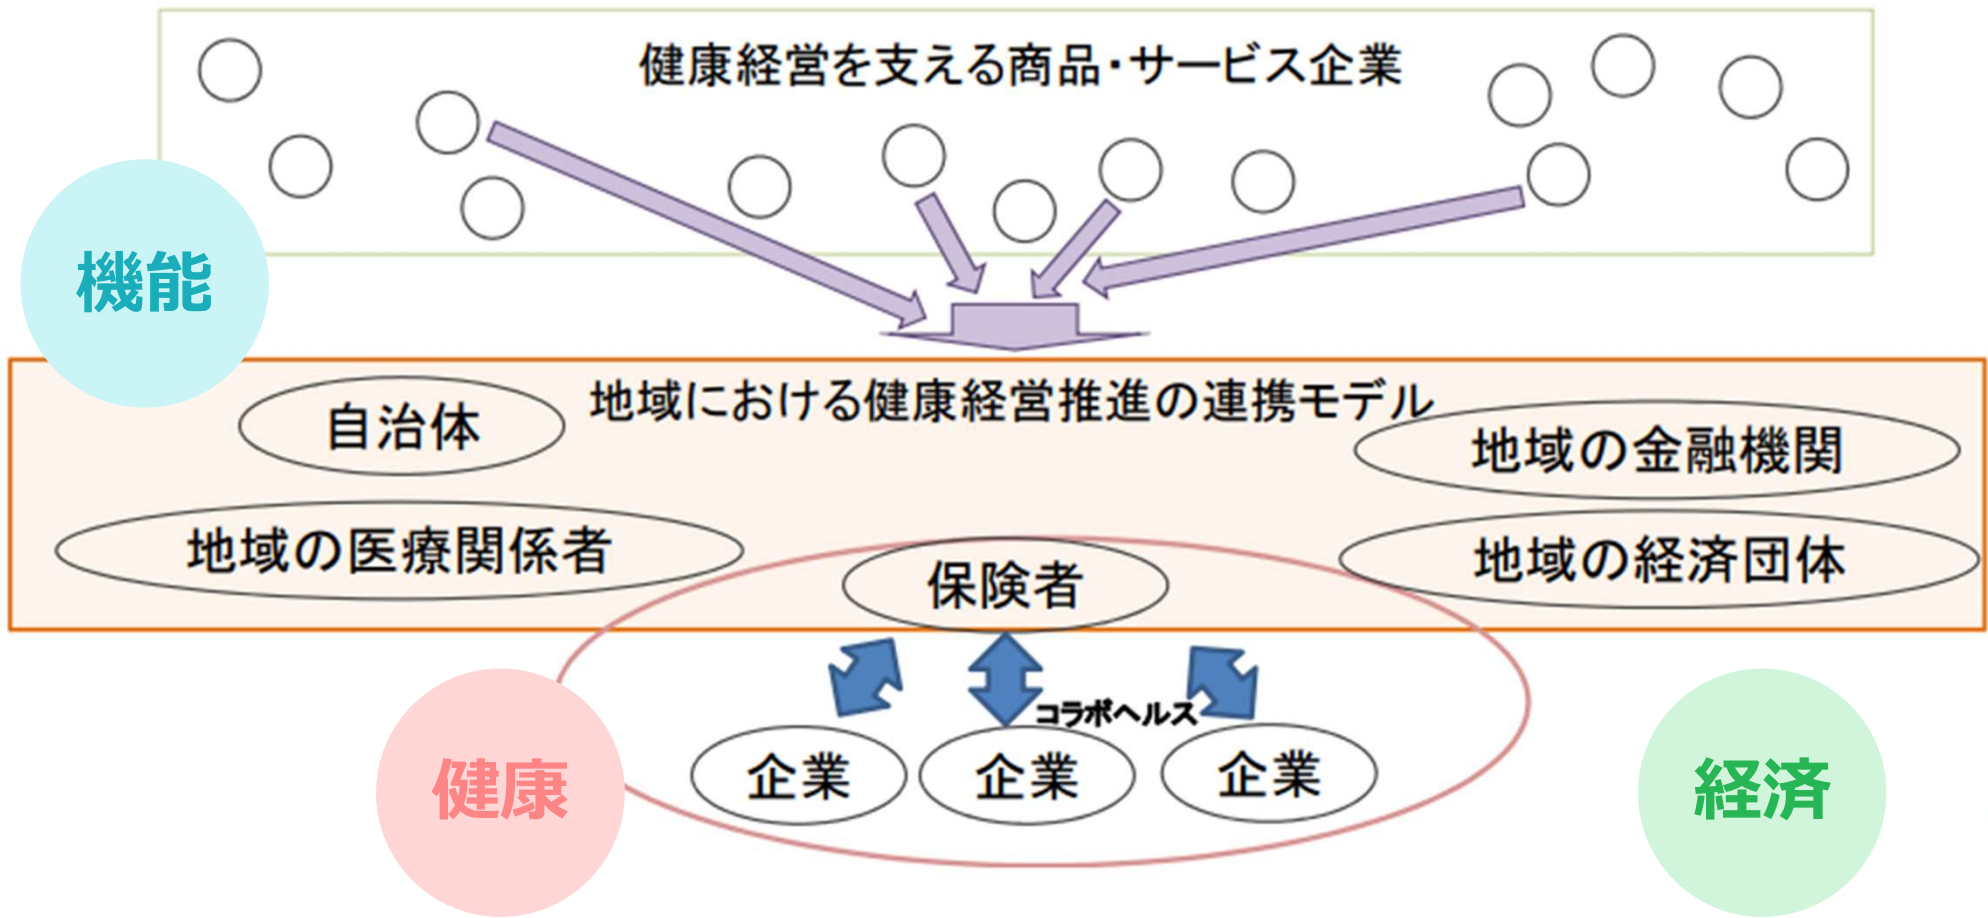 健康経営を支える商品・サービス企業
機能
地域における健康経営推進の連携モデル
自治体
地域の金融機関
地域の医療関係者
地域の経済団体
保険者
コラボヘルス
企業
企業
企業
健康
経済